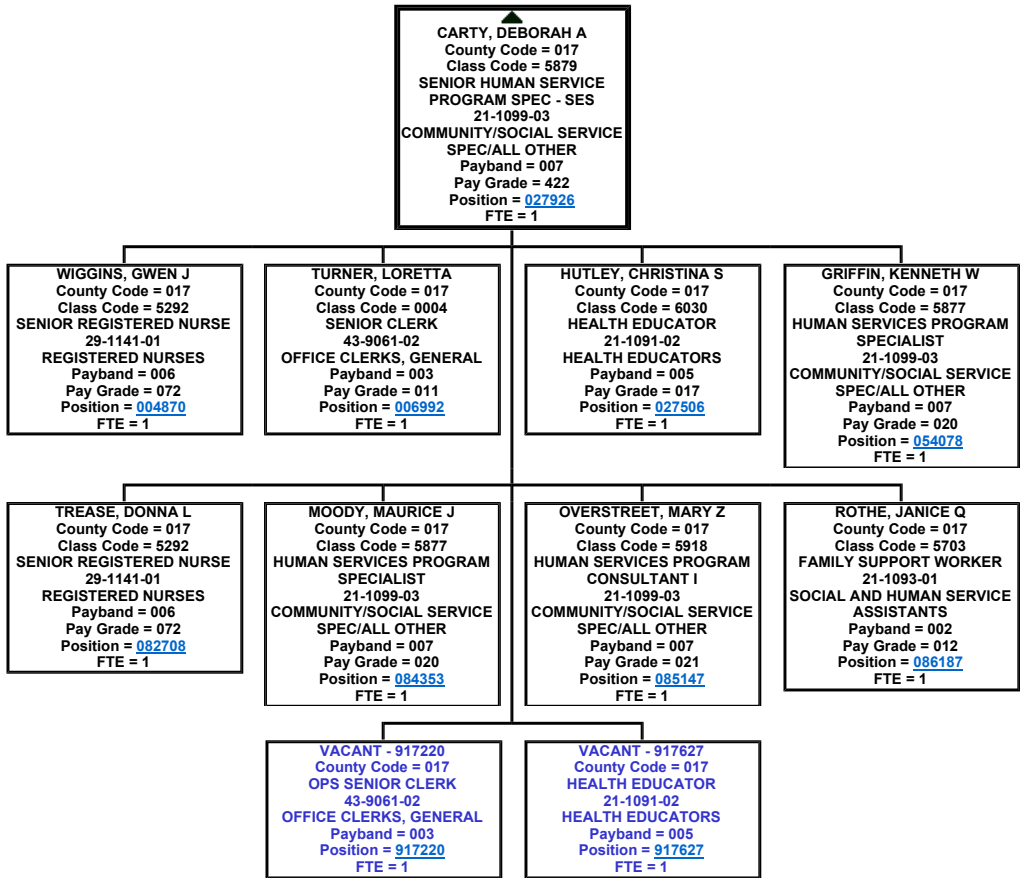 CARTY, DEBORAH A
County Code = 017
Class Code = 5879
SENIOR HUMAN SERVICE
PROGRAM SPEC - SES
21-1099-03
COMMUNITY/SOCIAL SERVICE
SPEC/ALL OTHER
Payband = 007
Pay Grade = 422
Position = 027926
FTE = 1
WIGGINS, GWEN J
County Code = 017
Class Code = 5292
SENIOR REGISTERED NURSE
29-1141-01
REGISTERED NURSES
Payband = 006
Pay Grade = 072
Position = 004870
FTE = 1
TURNER, LORETTA
County Code = 017
Class Code = 0004
SENIOR CLERK
43-9061-02
OFFICE CLERKS, GENERAL
Payband = 003
Pay Grade = 011
Position = 006992
FTE = 1
HUTLEY, CHRISTINA S
County Code = 017
Class Code = 6030
HEALTH EDUCATOR
21-1091-02
HEALTH EDUCATORS
Payband = 005
Pay Grade = 017
Position = 027506
FTE = 1
GRIFFIN, KENNETH W
County Code = 017
Class Code = 5877
HUMAN SERVICES PROGRAM
SPECIALIST
21-1099-03
COMMUNITY/SOCIAL SERVICE
SPEC/ALL OTHER
Payband = 007
Pay Grade = 020
Position = 054078
FTE = 1
TREASE, DONNA L
County Code = 017
Class Code = 5292
SENIOR REGISTERED NURSE
29-1141-01
REGISTERED NURSES
Payband = 006
Pay Grade = 072
Position = 082708
FTE = 1
MOODY, MAURICE J
County Code = 017
Class Code = 5877
HUMAN SERVICES PROGRAM
SPECIALIST
21-1099-03
COMMUNITY/SOCIAL SERVICE
SPEC/ALL OTHER
Payband = 007
Pay Grade = 020
Position = 084353
FTE = 1
OVERSTREET, MARY Z
County Code = 017
Class Code = 5918
HUMAN SERVICES PROGRAM
CONSULTANT I
21-1099-03
COMMUNITY/SOCIAL SERVICE
SPEC/ALL OTHER
Payband = 007
Pay Grade = 021
Position = 085147
FTE = 1
ROTHE, JANICE Q
County Code = 017
Class Code = 5703
FAMILY SUPPORT WORKER
21-1093-01
SOCIAL AND HUMAN SERVICE
ASSISTANTS
Payband = 002
Pay Grade = 012
Position = 086187
FTE = 1
VACANT - 917220
County Code = 017
OPS SENIOR CLERK
43-9061-02
OFFICE CLERKS, GENERAL
Payband = 003
Position = 917220
FTE = 1
VACANT - 917627
County Code = 017
HEALTH EDUCATOR
21-1091-02
HEALTH EDUCATORS
Payband = 005
Position = 917627
FTE = 1